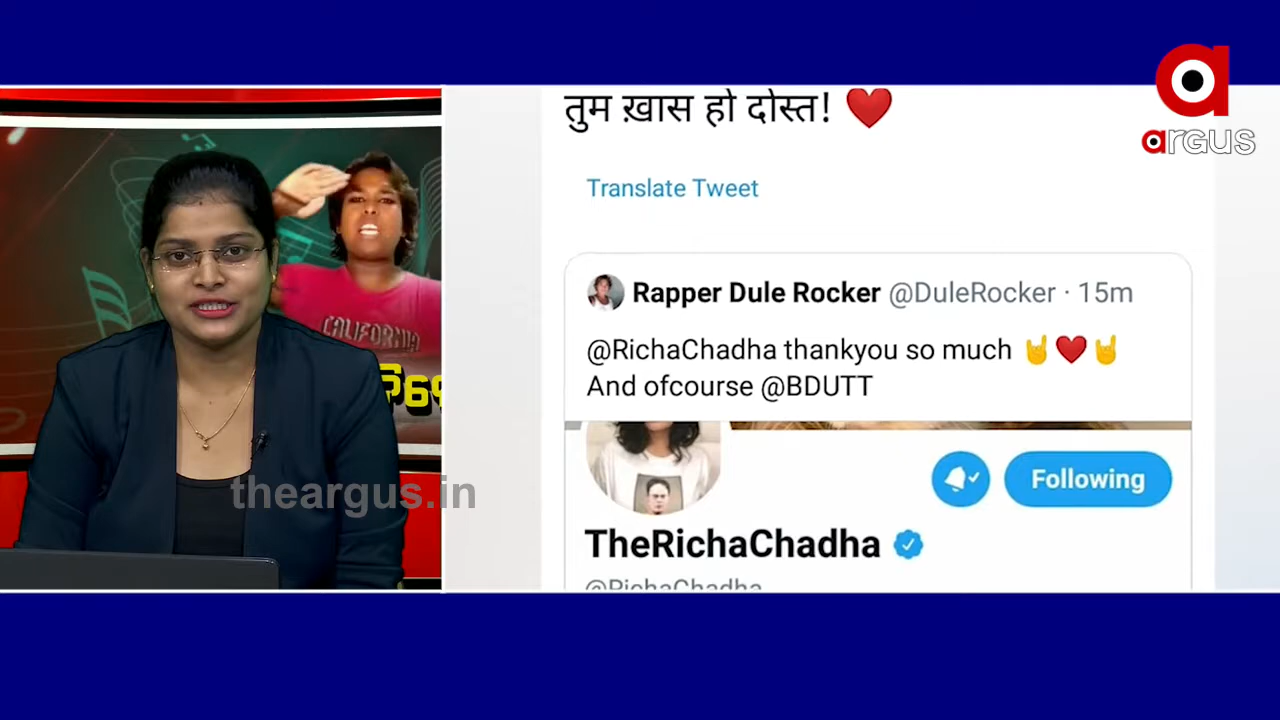 तुम ख़ास हो दोस्त! ❤️
Translate Tweet
Rapper Dule Rocker @DuleRocker · 15m
@RichaChadha thankyou so much 🤘❤️🤘
And ofcourse @BDUTT
Following
TheRichaChadha
@RichaChadha
argus
CALIFORNIA
theargus.in